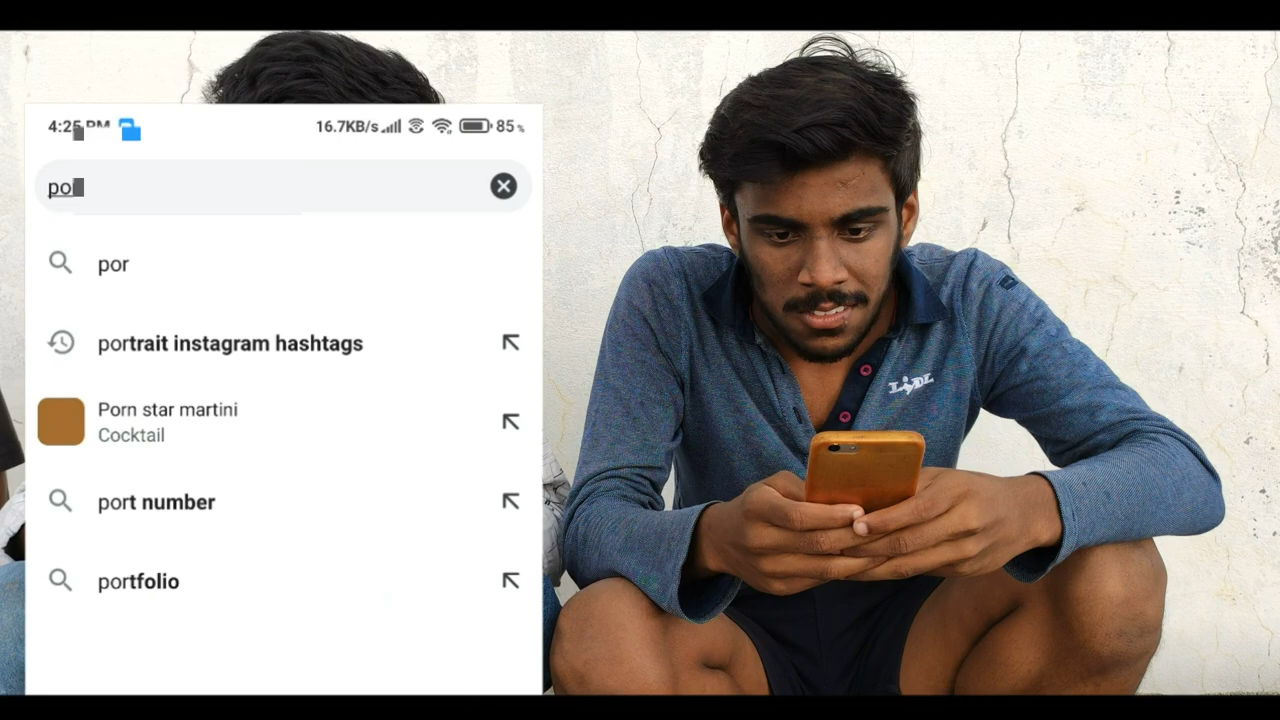 4:25 PM 16.7KB/s 85%
po
por
portrait instagram hashtags
Porn star martini
Cocktail
port number
portfolio
LIDL